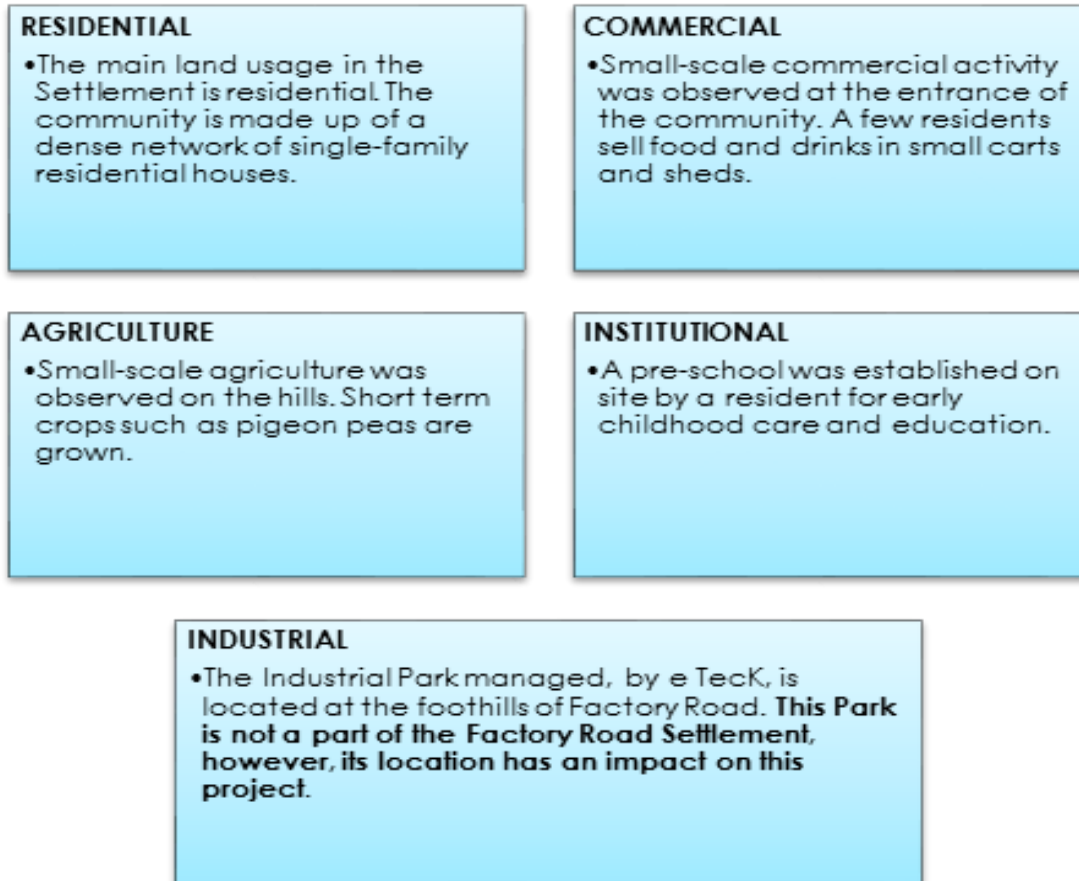 RESIDENTIAL
•The main land usage in the
Settlement is residential. The
community is made up of a
dense network of single-family
residential houses.
COMMERCIAL
•Small-scale commercial activity
was observed at the entrance of
the community. A few residents
sell food and drinks in small carts
and sheds.
AGRICULTURE
•Small-scale agriculture was
observed on the hills. Short term
crops such as pigeon peas are
grown.
INSTITUTIONAL
•A pre-school was established on
site by a resident for early
childhood care and education.
INDUSTRIAL
•The Industrial Park managed, by e TecK, is
located at the foothills of Factory Road. This Park
is not a part of the Factory Road Settlement,
however, its location has an impact on this
project.